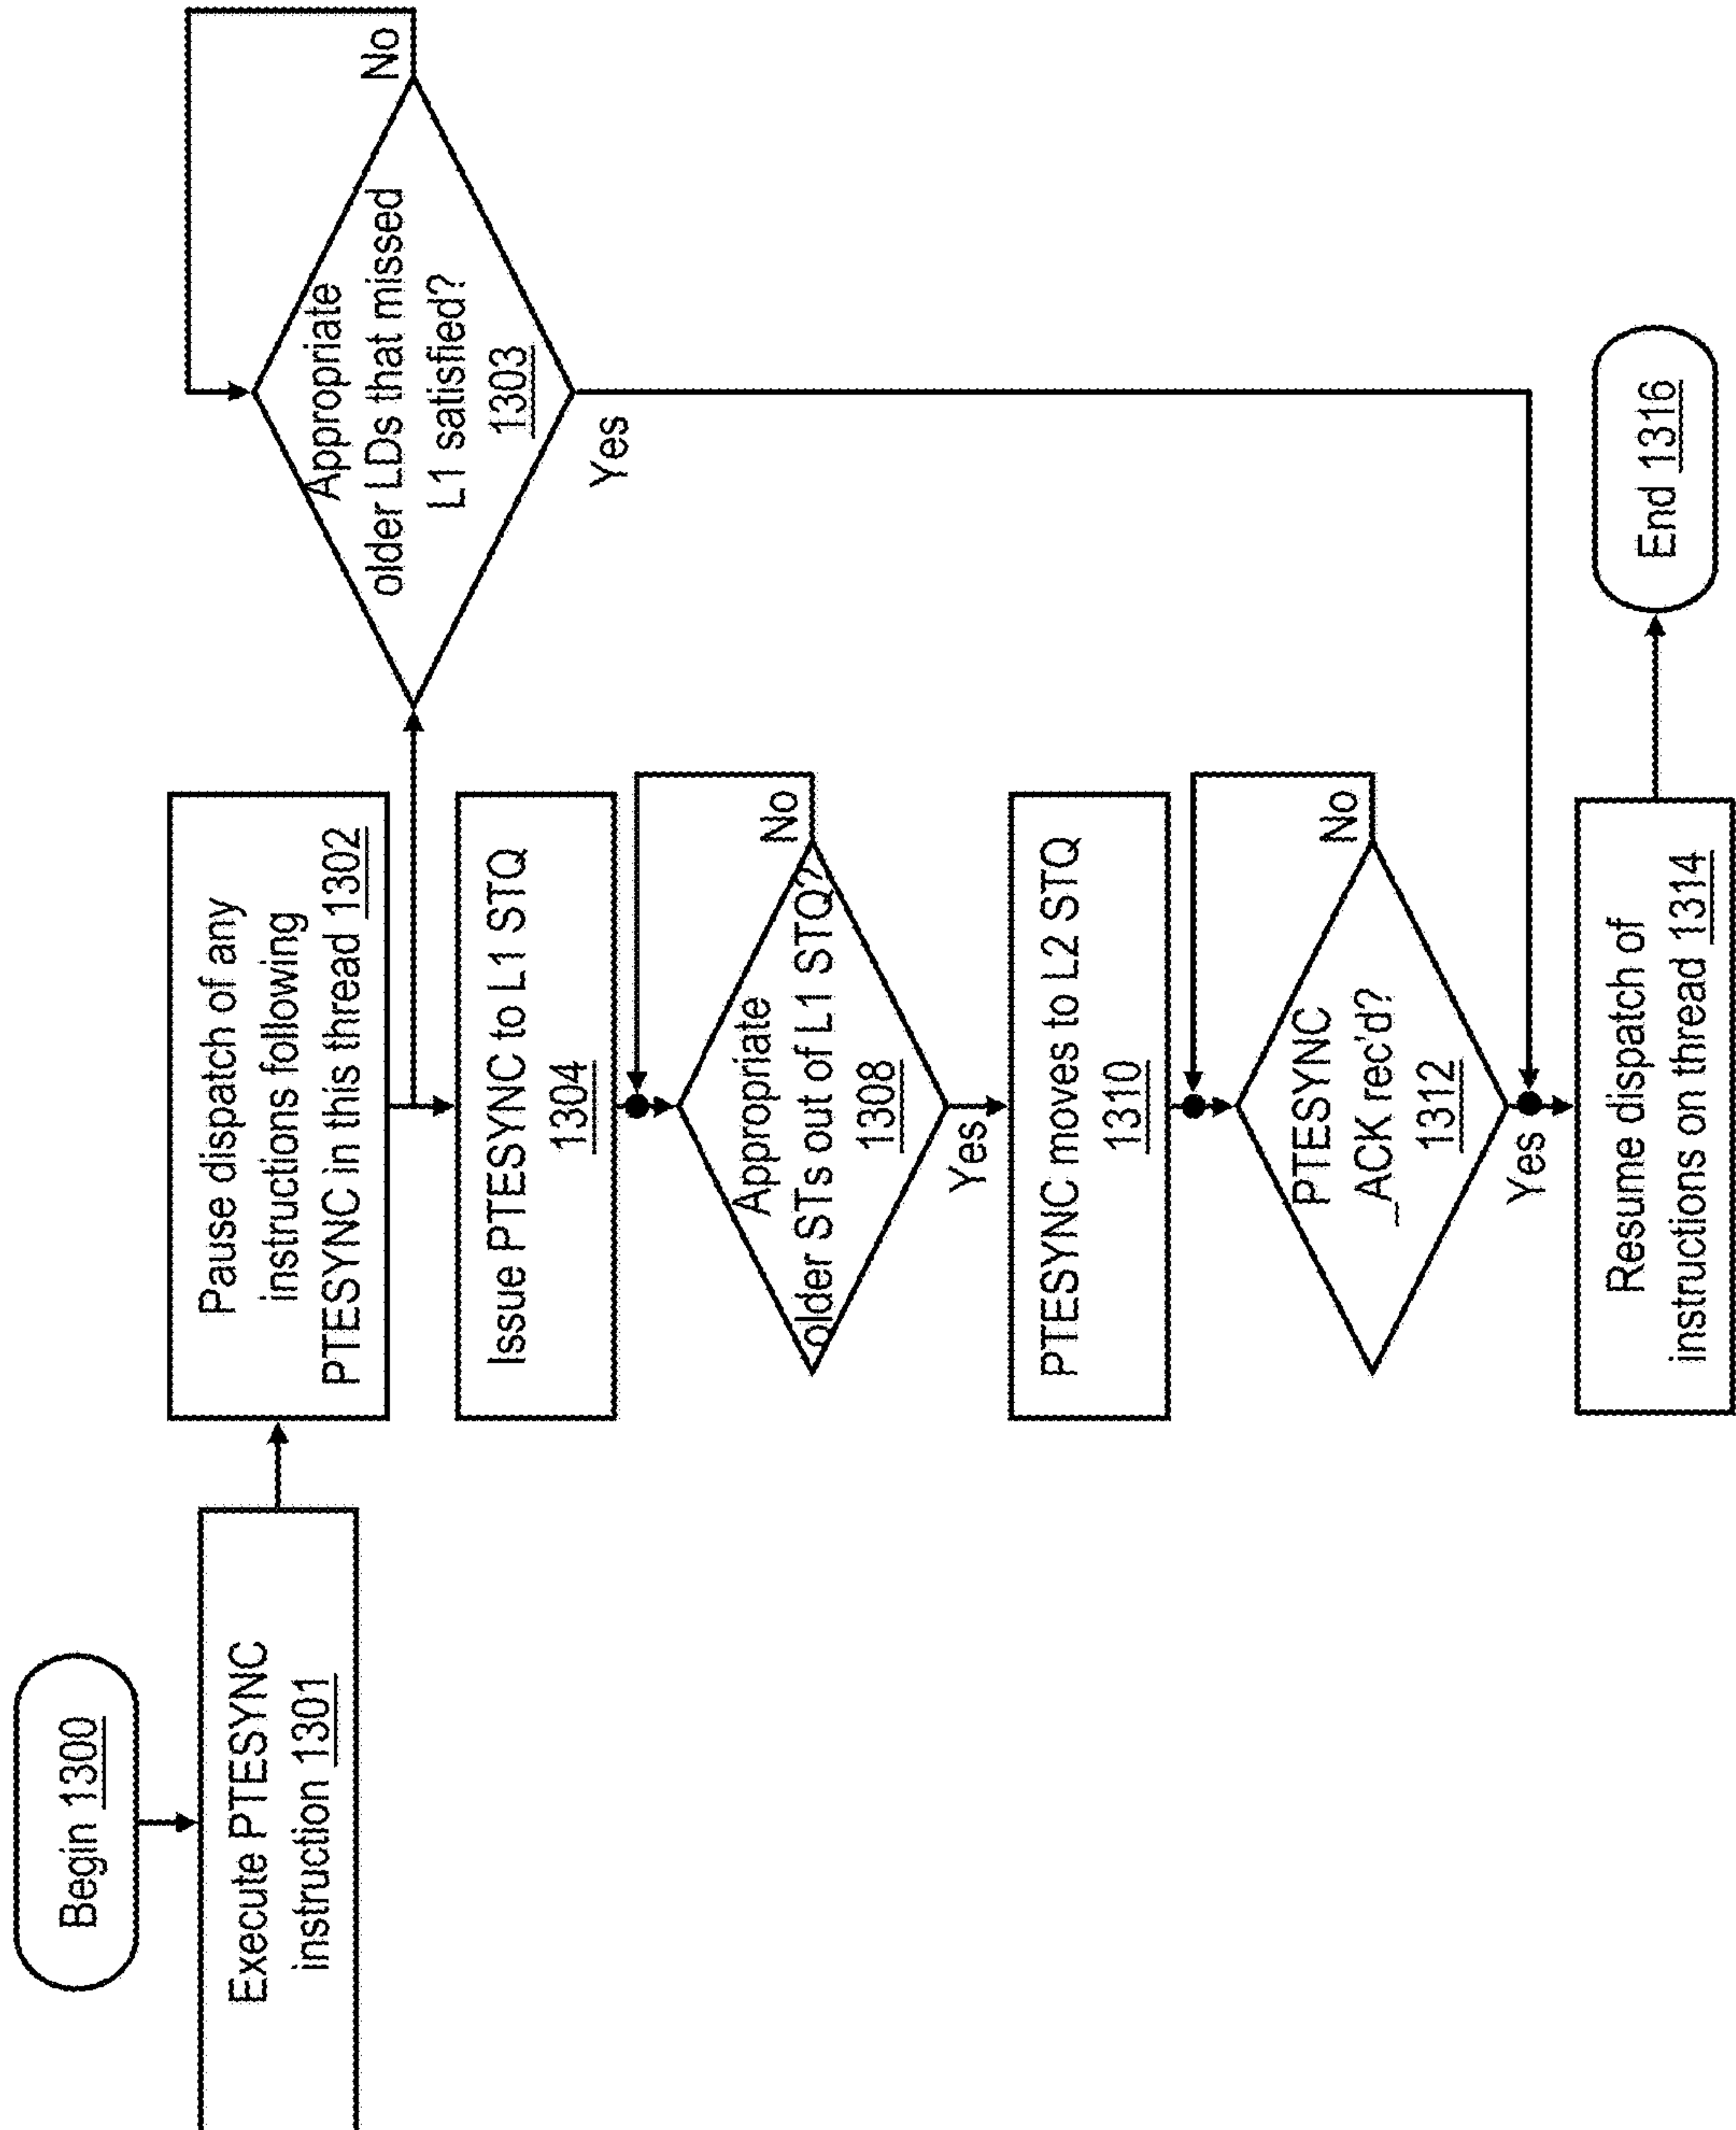 Begin 1300
Execute PTESYNC
instruction 1301
Pause dispatch of any
instructions following
PTESYNC in this thread 1302
Appropriate
older LDs that missed
L1 satisfied?
1303
No
Yes
Issue PTESYNC to L1 STQ
1304
Appropriate
older STs out of L1 STQ?
1308
No
Yes
PTESYNC moves to L2 STQ
1310
PTESYNC
_ACK rec'd?
1312
No
Yes
Resume dispatch of
instructions on thread 1314
End 1316